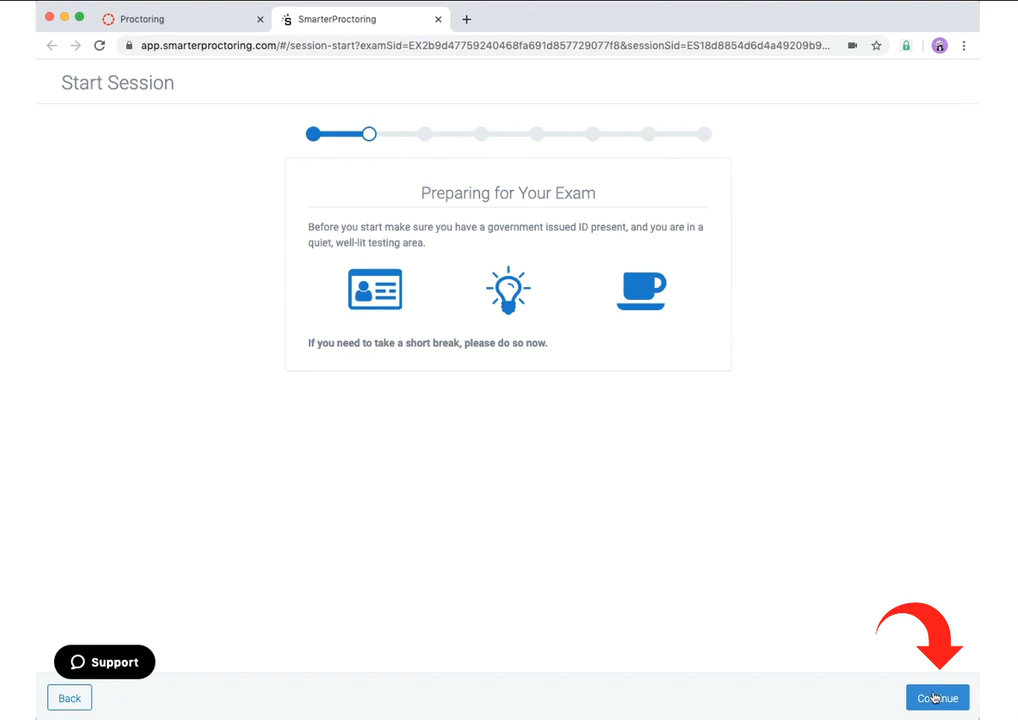 Proctoring
SmarterProctoring
app.smarterproctoring.com/#/session-start?examSid=EX2b9d47759240468fa691d857729077f8&sessionSid=ES18d8854d6d4a49209b9...
Start Session
Preparing for Your Exam
Before you start make sure you have a government issued ID present, and you are in a
quiet, well-lit testing area.
If you need to take a short break, please do so now.
Support
Back
Continue